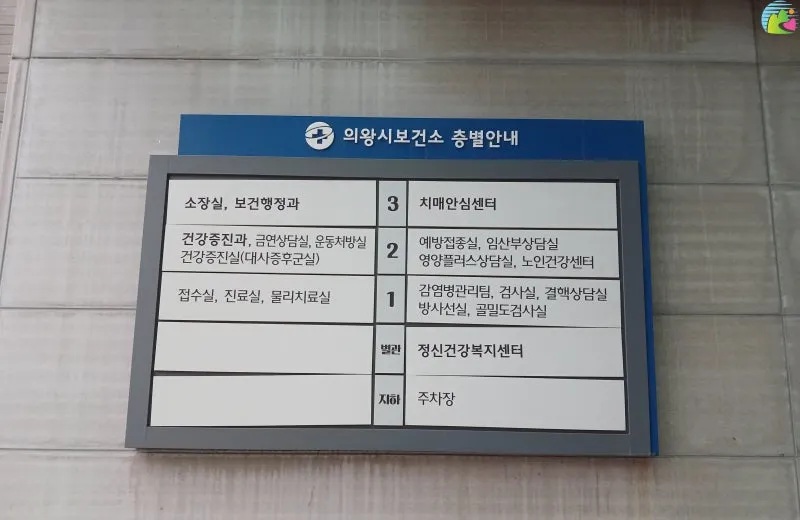 의왕시보건소 층별안내
소장실, 보건행정과 3 치매안심센터
건강증진과, 금연상담실, 운동처방실
건강증진실(대사증후군실)
2
예방접종실, 임산부상담실
영양플러스상담실, 노인건강센터
접수실, 진료실, 물리치료실
1
감염병관리팀, 검사실, 결핵상담실
방사선실, 골밀도검사실
별관 정신건강복지센터
지하 주차장